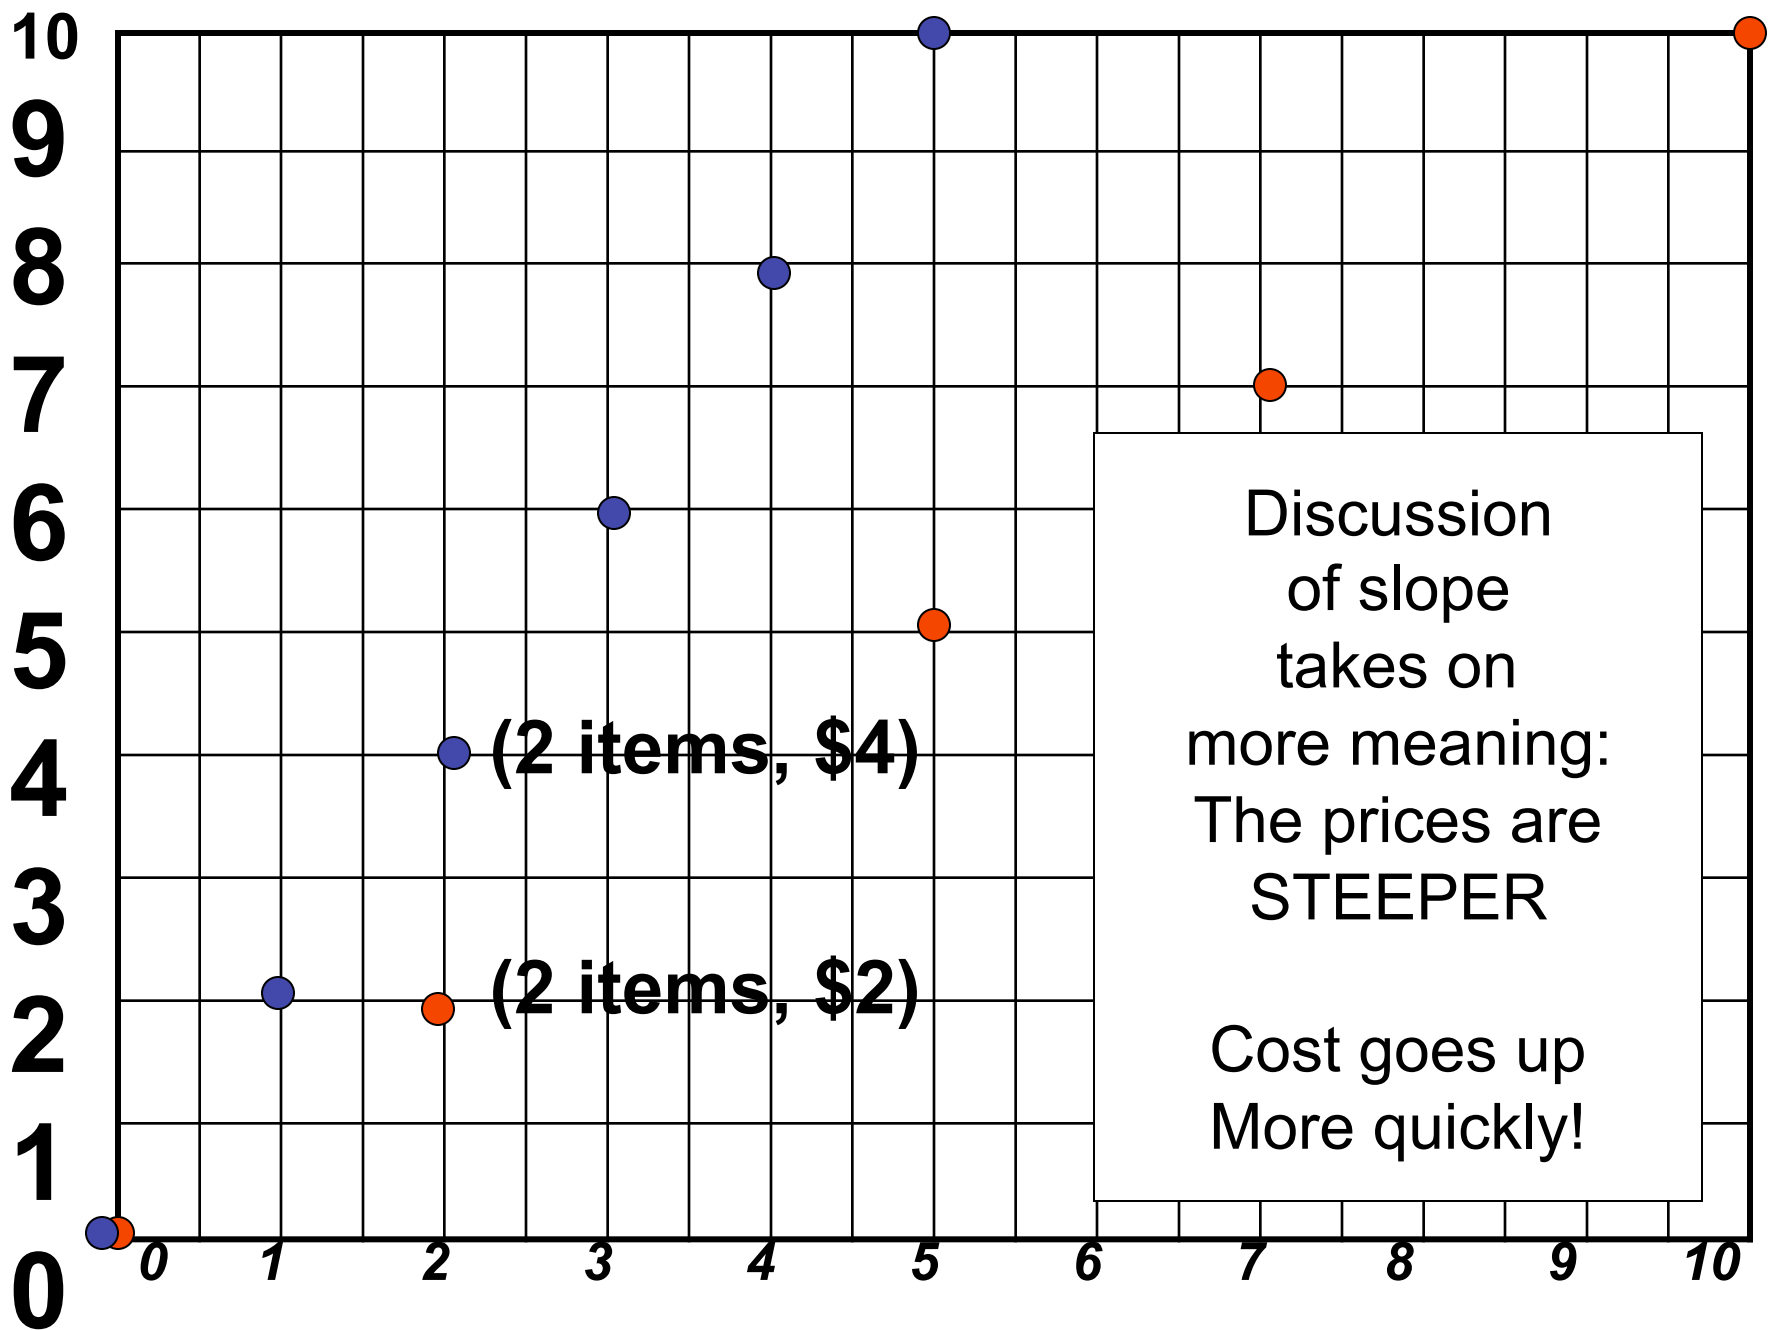 10
9
8
7
6
5
4
3
2
1
0
(2 items, $4)
(2 items, $2)
Discussion
of slope
takes on
more meaning:
The prices are
STEEPER
Cost goes up
More quickly!
0 1 2 3 4 5 6 7 8 9 10